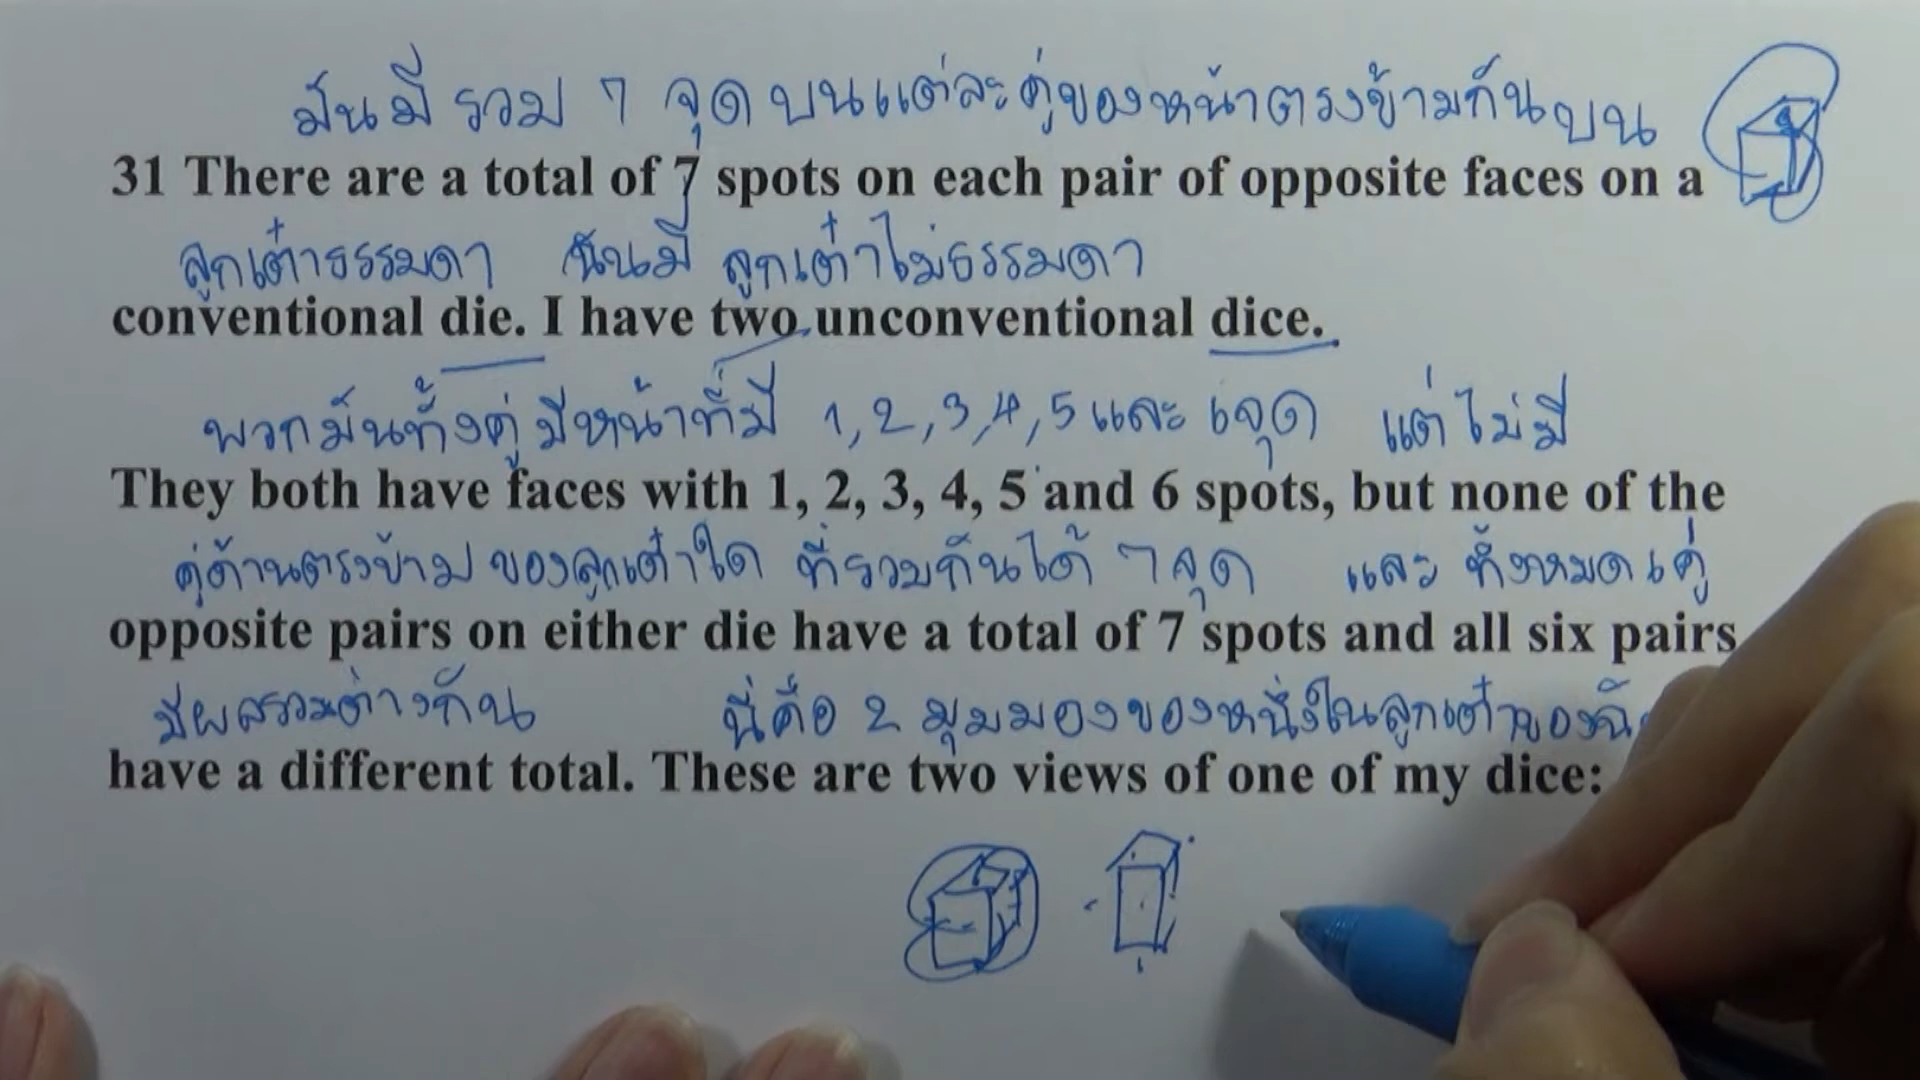 มันมี รวม 7 จุด บนแต่ละคู่ของหน้าตรงข้ามกันบน
31 There are a total of 7 spots on each pair of opposite faces on a
ลูกเต๋าธรรมดา ฉันมี ลูกเต๋าไม่ธรรมดา
conventional die. I have two unconventional dice.
พวกมันทั้งคู่มีหน้าที่มี 1, 2, 3, 4, 5 และ 6จุด แต่ไม่มี
They both have faces with 1, 2, 3, 4, 5 and 6 spots, but none of the
คู่ด้านตรงข้าม ของลูกเต๋าใด ที่รวมกันได้ 7 จุด และ ทั้งหมด 6 คู่
opposite pairs on either die have a total of 7 spots and all six pairs
มีผลรวมต่างกัน นี่คือ 2 มุมมองของหนึ่งในลูกเต๋าของ
have a different total. These are two views of one of my dice: